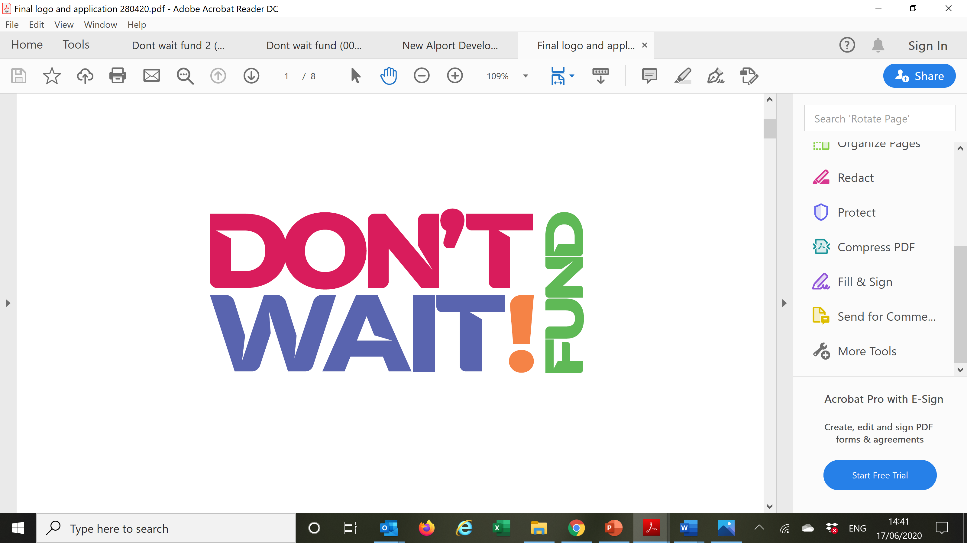 Final logo and application 280420.pdf - Adobe Acrobat Reader DC
File Edit View Window Help
Home Tools Dont wait fund 2 (... Dont wait fund (00... New Alport Develo... Final logo and appl... × Sign In
1 / 8 109% Share
Search 'Rotate Page'
Organize Pages
Redact
Protect
Compress PDF
Fill & Sign
Send for Comme...
More Tools
DON'T
WAIT!
FUND
Acrobat Pro with E-Sign
Create, edit and sign PDF
forms & agreements
Start Free Trial
Type here to search
ENG
14:41
17/06/2020